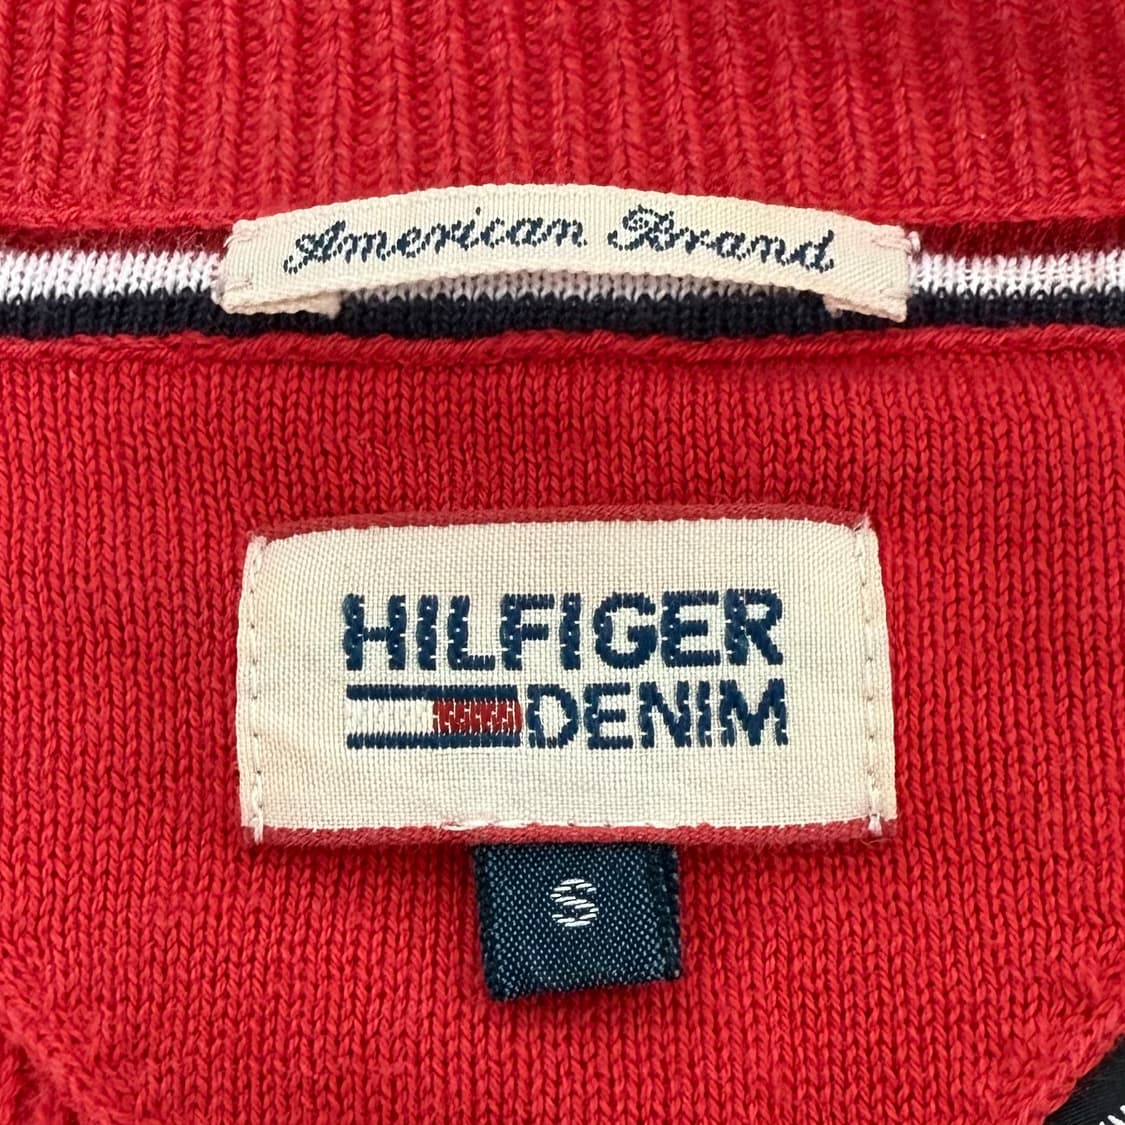 American Brand
HILFIGER
DENIM
S